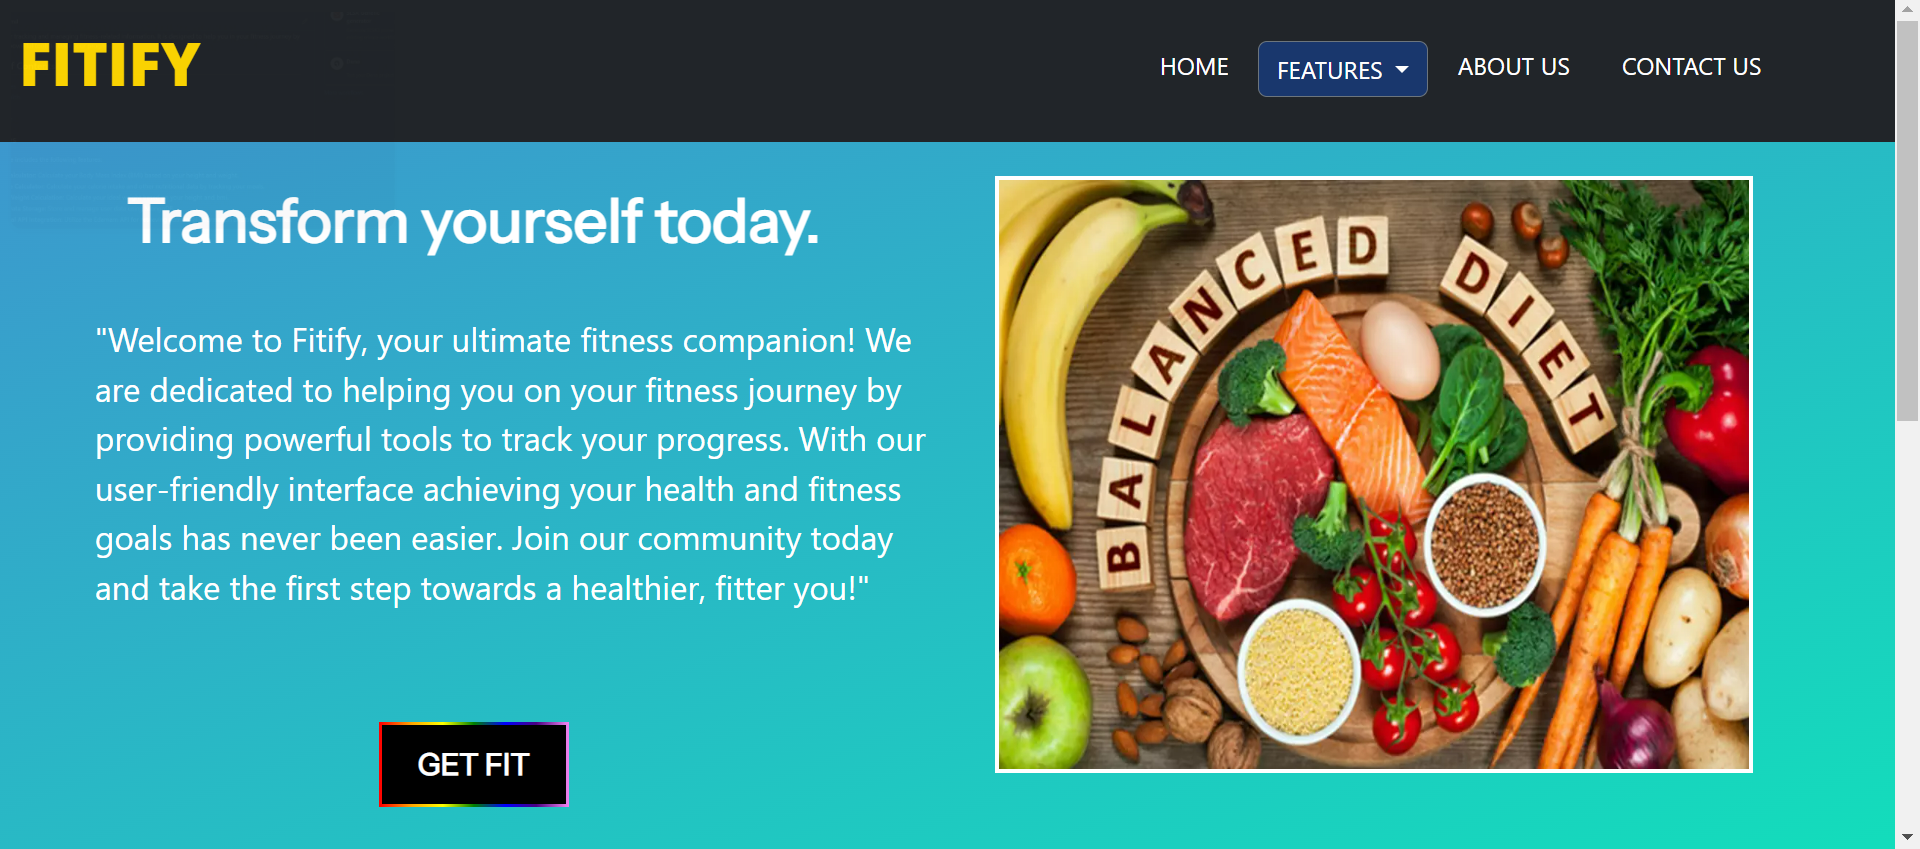 FITIFY
HOME
FEATURES
ABOUT US
CONTACT US
Transform yourself today.
"Welcome to Fitify, your ultimate fitness companion! We
are dedicated to helping you on your fitness journey by
providing powerful tools to track your progress. With our
user-friendly interface achieving your health and fitness
goals has never been easier. Join our community today
and take the first step towards a healthier, fitter you!"
GET FIT
BALANCED DIET